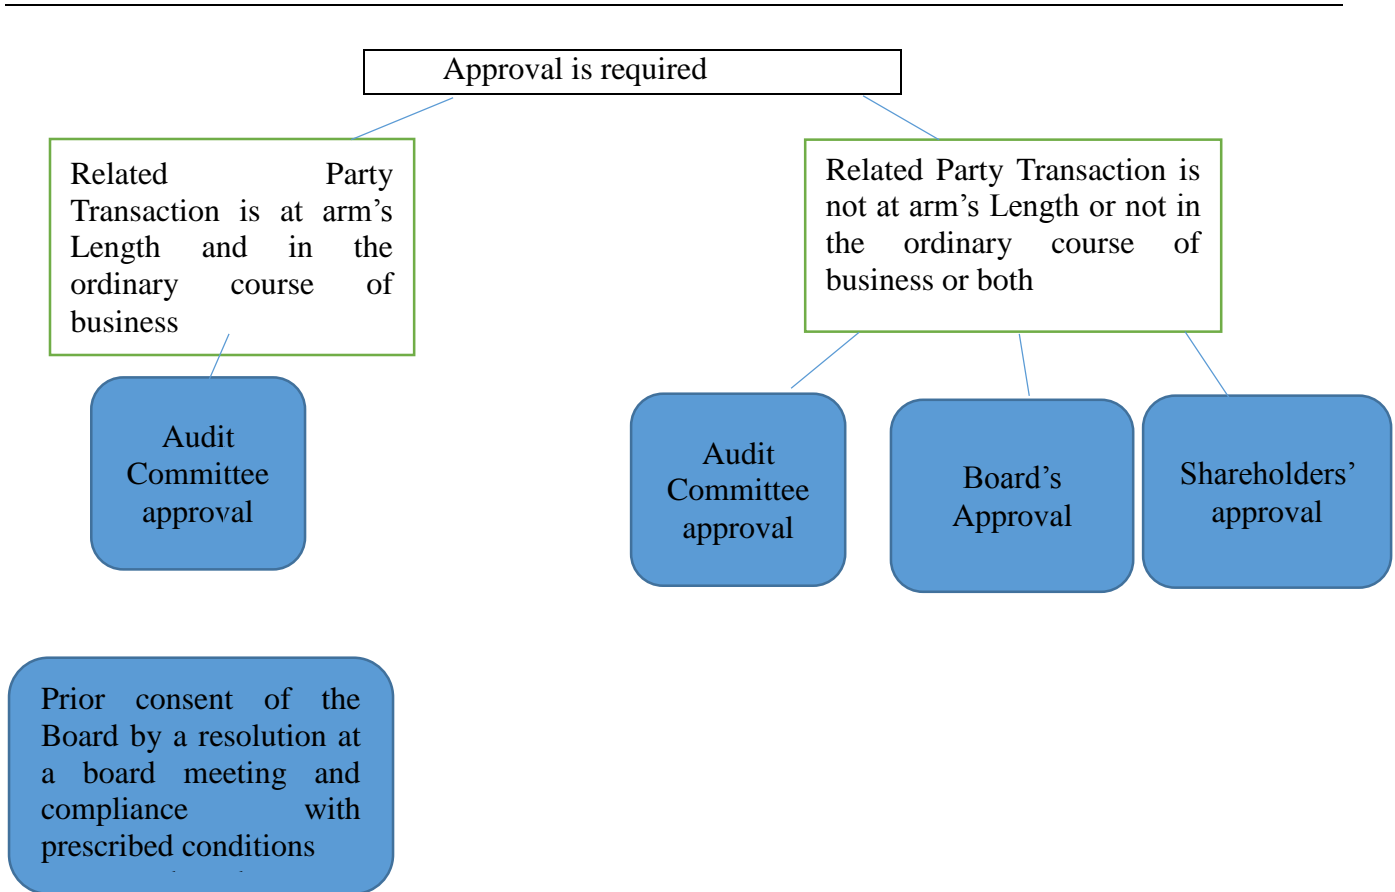 Approval is required
Related Party
Transaction is at arm’s
Length and in the
ordinary course of
business
Related Party Transaction is
not at arm’s Length or not in
the ordinary course of
business or both
Audit
Committee
approval
Audit
Committee
approval
Board’s
Approval
Shareholders’
approval
Prior consent of the
Board by a resolution at
a board meeting and
compliance with
prescribed conditions